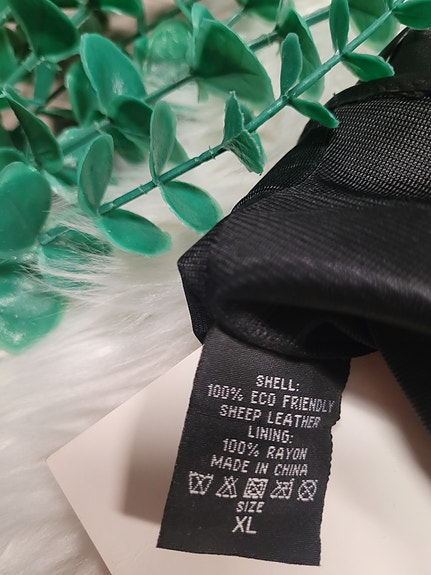 SHELL:
100% ECO FRIENDLY
SHEEP LEATHER
LINING:
100% RAYON
MADE IN CHINA
SIZE
XL